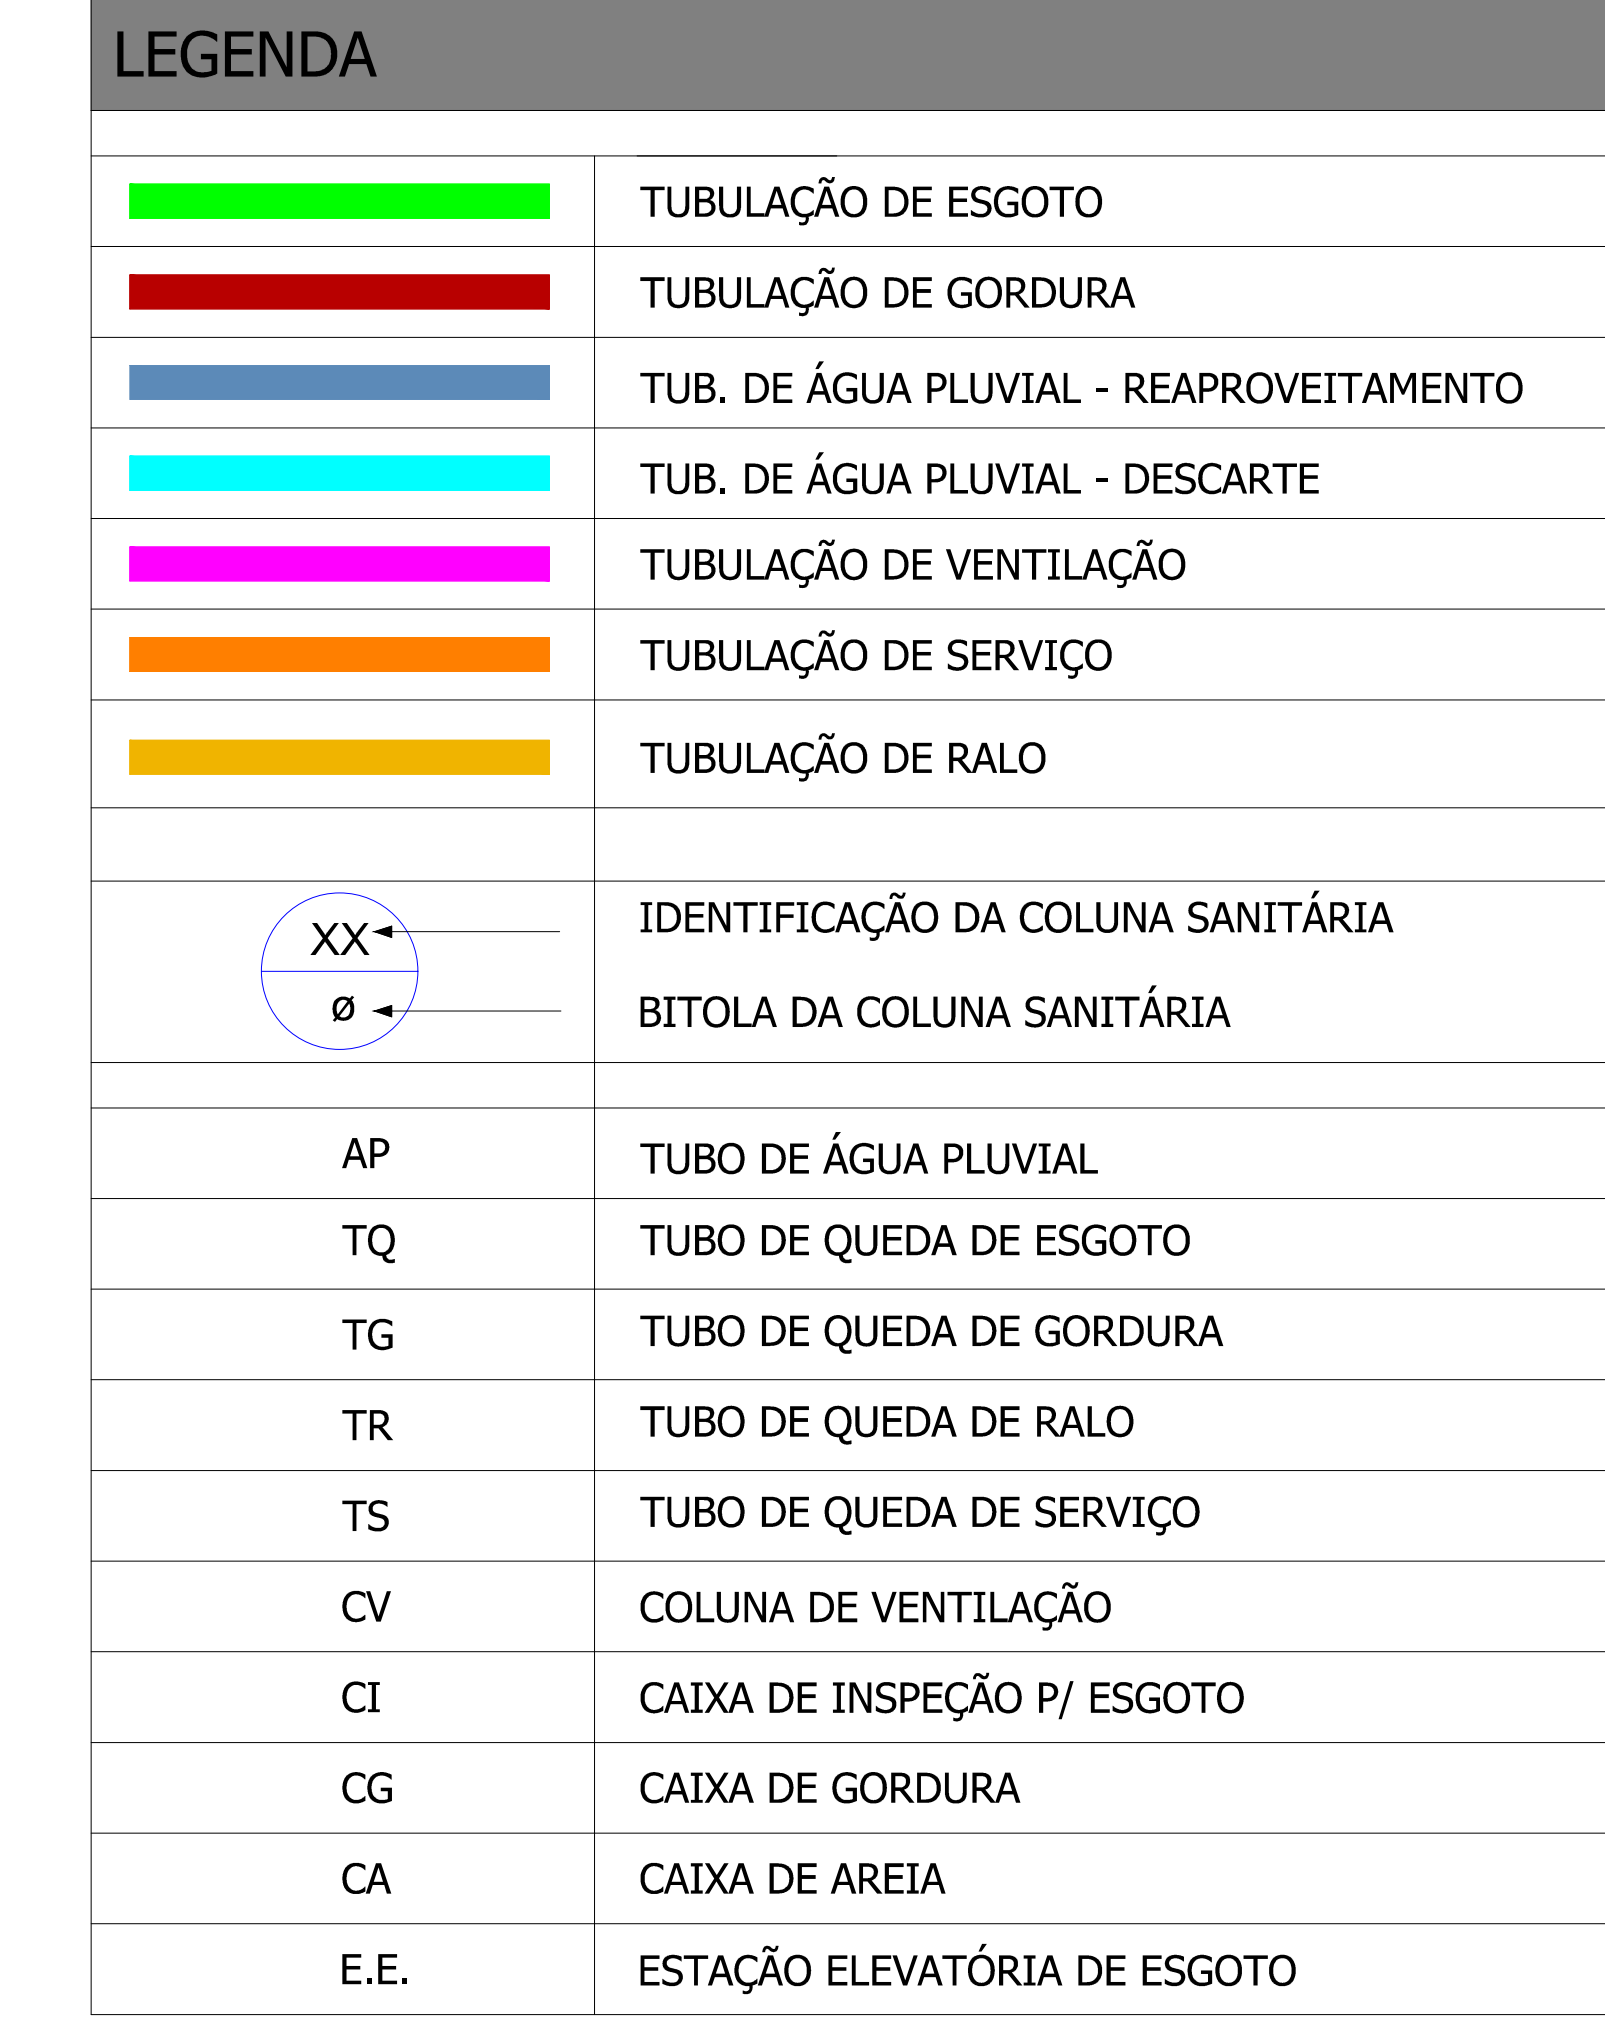 LEGENDA
TUBULAÇÃO DE ESGOTO
TUBULAÇÃO DE GORDURA
TUB. DE ÁGUA PLUVIAL - REAPROVEITAMENTO
TUB. DE ÁGUA PLUVIAL - DESCARTE
TUBULAÇÃO DE VENTILAÇÃO
TUBULAÇÃO DE SERVIÇO
TUBULAÇÃO DE RALO
XX IDENTIFICAÇÃO DA COLUNA SANITÁRIA
ø BITOLA DA COLUNA SANITÁRIA
AP TUBO DE ÁGUA PLUVIAL
TQ TUBO DE QUEDA DE ESGOTO
TG TUBO DE QUEDA DE GORDURA
TR TUBO DE QUEDA DE RALO
TS TUBO DE QUEDA DE SERVIÇO
CV COLUNA DE VENTILAÇÃO
CI CAIXA DE INSPEÇÃO P/ ESGOTO
CG CAIXA DE GORDURA
CA CAIXA DE AREIA
E.E. ESTAÇÃO ELEVATÓRIA DE ESGOTO